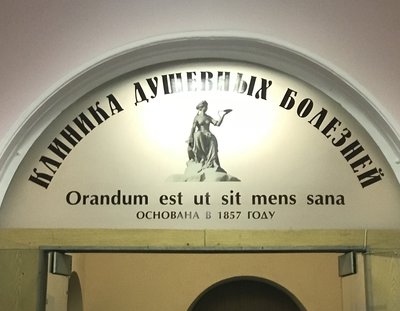 КЛИНИКА ДУШЕВНЫХ БОЛЕЗНЕЙ
Orandum est ut sit mens sana
ОСНОВАНА В 1857 ГОДУ